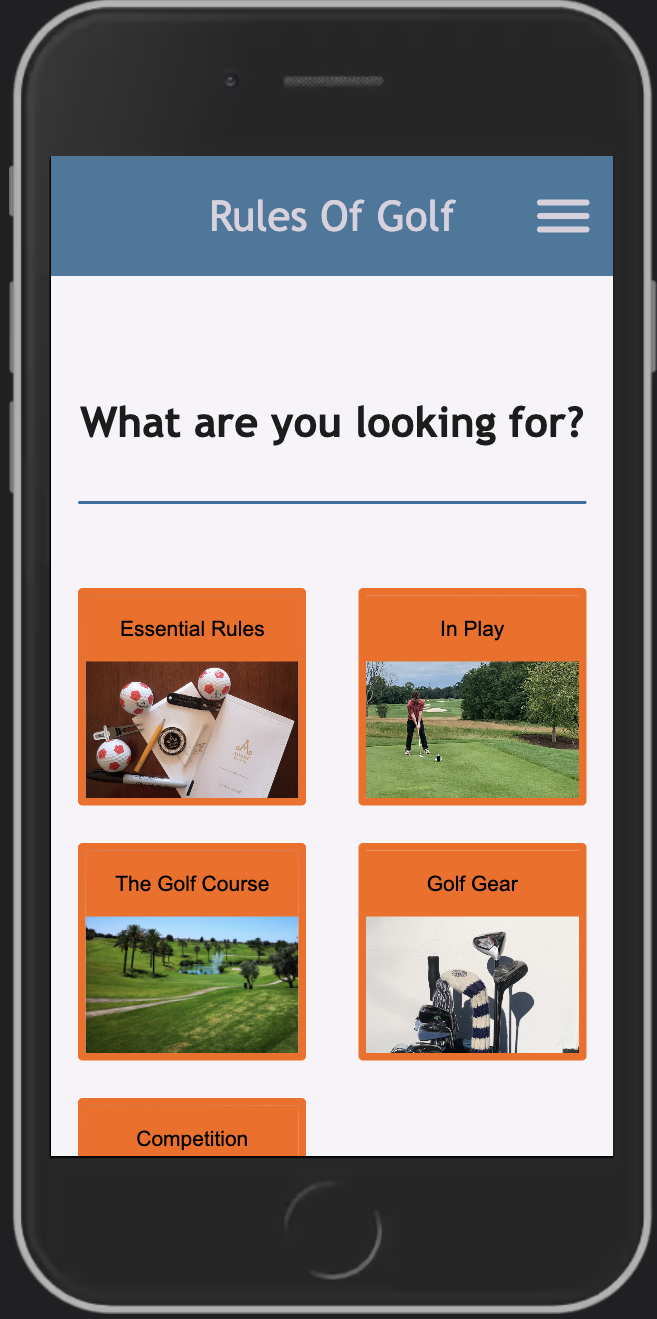 Rules Of Golf
What are you looking for?
Essential Rules
In Play
The Golf Course
Golf Gear
Competition